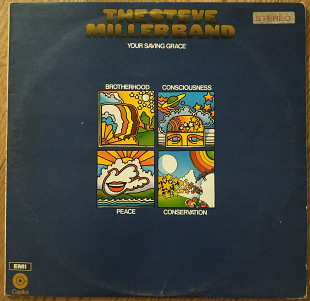 THE STEVE
MILLER BAND
STEREO
YOUR SAVING GRACE
BROTHERHOOD CONSCIOUSNESS
PEACE CONSERVATION
EMI
Capitol